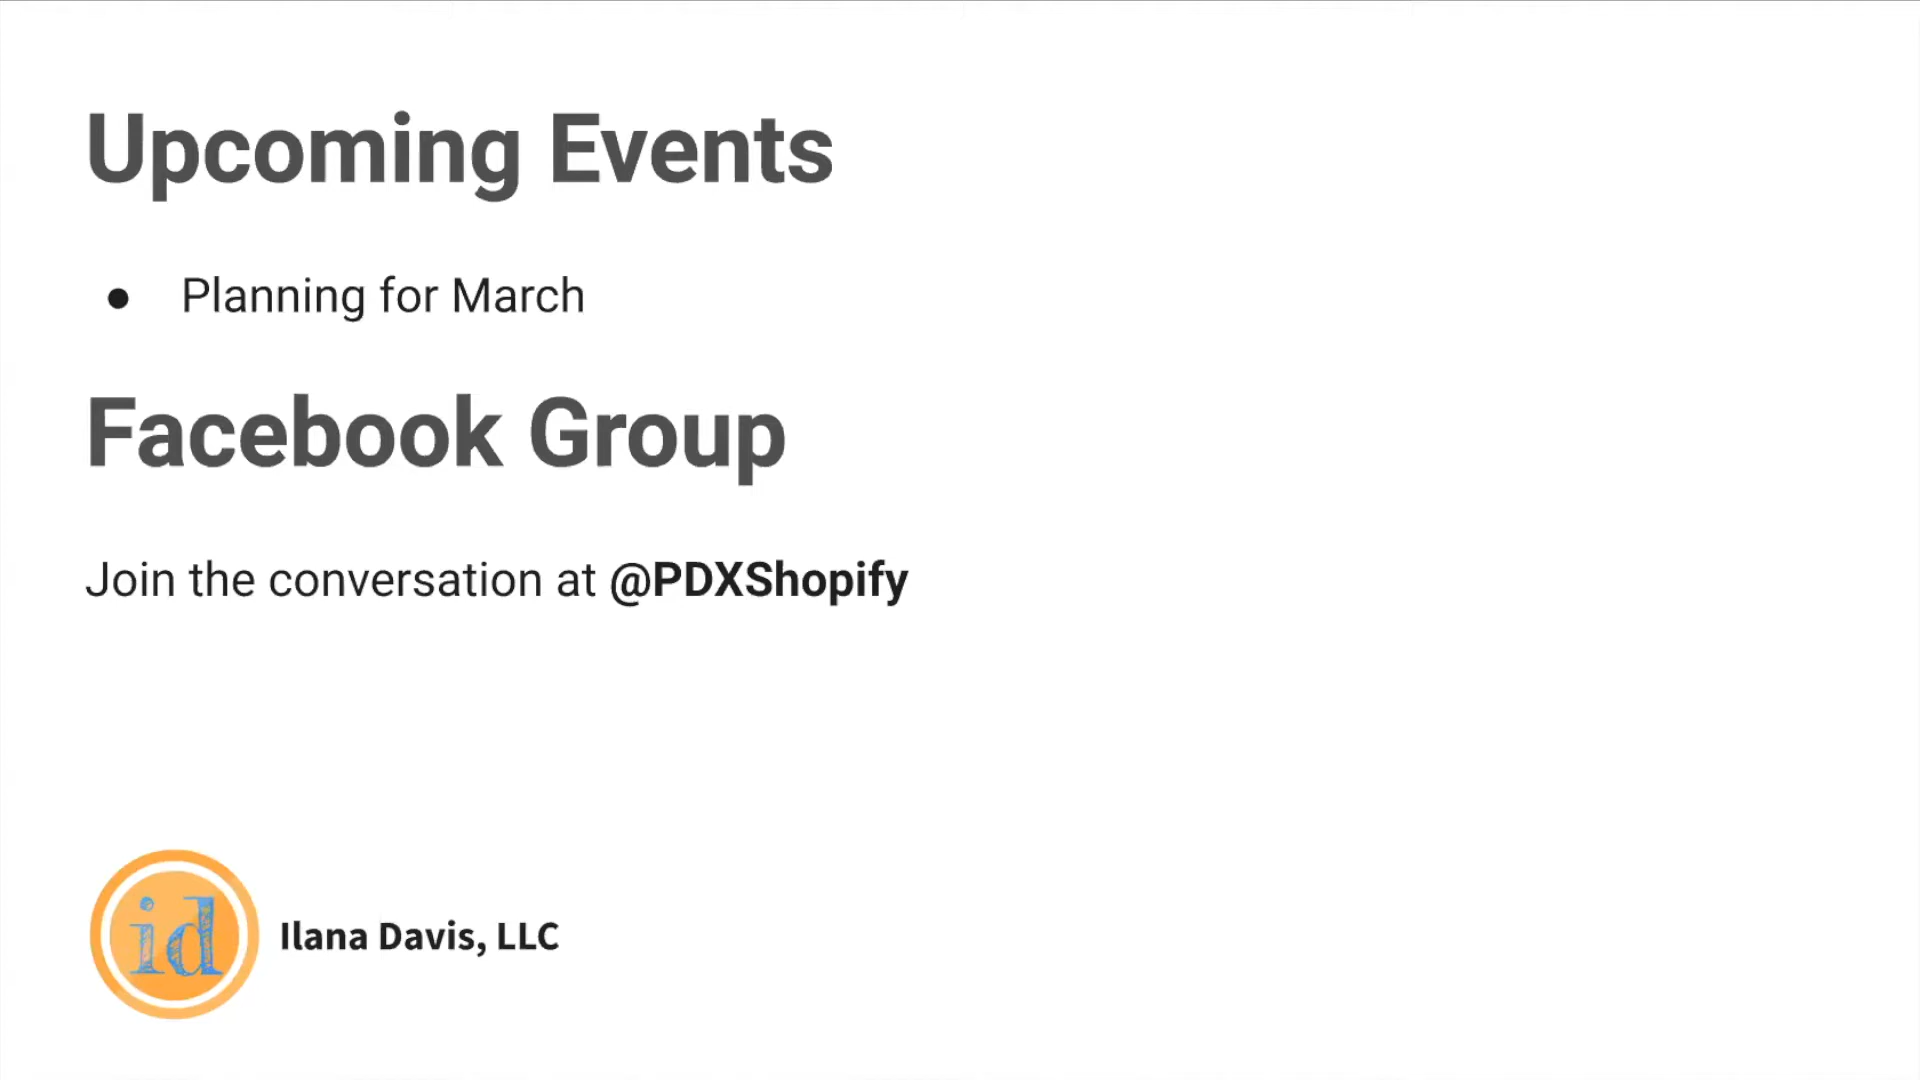 Upcoming Events
● Planning for March
Facebook Group
Join the conversation at @PDXShopify
id
Ilana Davis, LLC